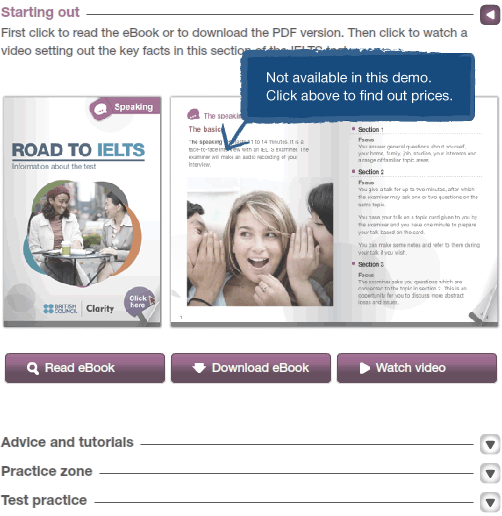 Starting out
First click to read the eBook or to download the PDF version. Then click to watch a
video setting out the key facts in this section of the IELTS test
Not available in this demo.
Click above to find out prices.
Speaking
ROAD TO IELTS
Information about the test
BRITISH
COUNCIL
Clarity
Click
here
The speaking
The basics
The speaking
11 to 14 minutes. It is a
face-to-face interview with an IELTS examiner. The
examiner will make an audio recording of your
interview.
1
Section 1
Focus
You answer general questions about yourself,
your home, family, job, studies, your interests and
a range of familiar topic areas.
Section 2
Focus
You give a talk for up to two minutes, after which
the examiner may ask one or two questions on the
same topic.
You base your talk on a topic card given to you by
the examiner and you have one minute to prepare
your talk based on the card.
You can make some notes and refer to them during
your talk if you wish.
Section 3
Focus
The examiner asks you questions which are
connected to the topic in section 2. This is an
opportunity for you to discuss more abstract
ideas and issues.
Read eBook
Download eBook
Watch video
Advice and tutorials
Practice zone
Test practice